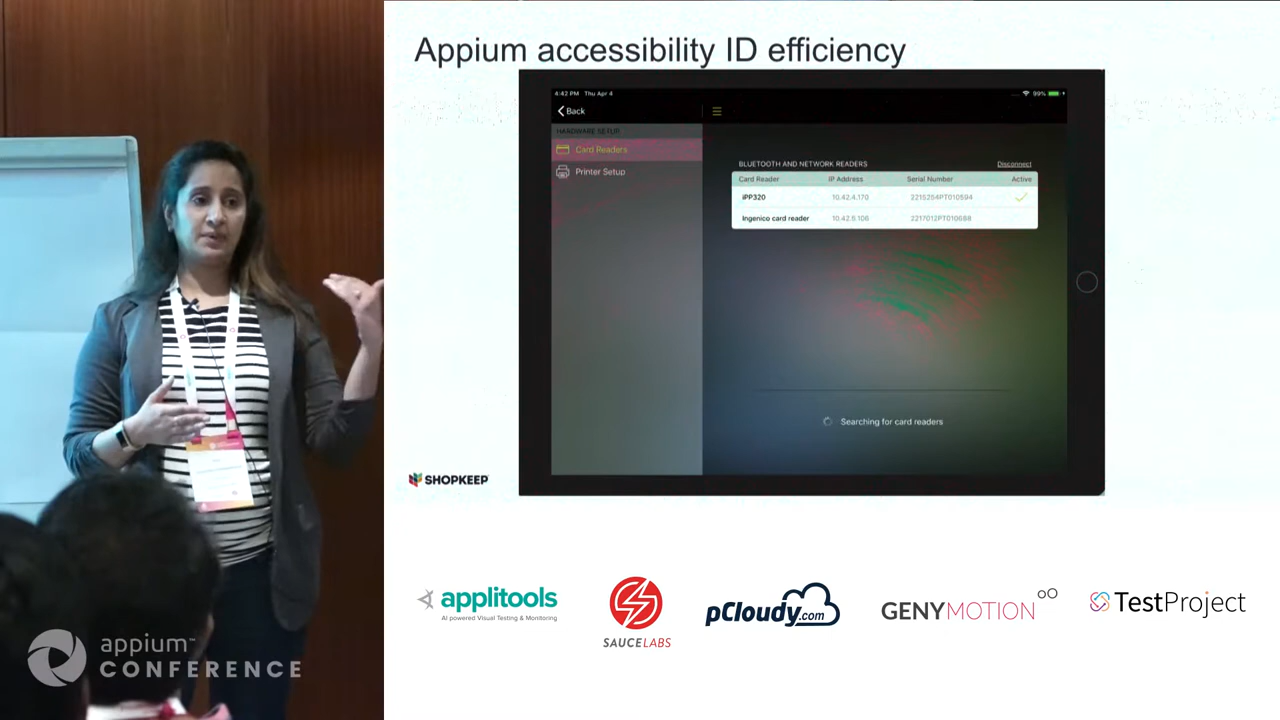 Appium accessibility ID efficiency
4:42 PM Thu Apr 4
99%
Back
HARDWARE SETUP
Card Readers
Printer Setup
BLUETOOTH AND NETWORK READERS
Disconnect
Card Reader IP Address Serial Number Active
iPP320 10.42.4.170 2215254PT010594
Ingenico card reader 10.42.6.106 2217012PT010688
Searching for card readers
SHOPKEEP
applitools
AI powered Visual Testing & Monitoring
SAUCELABS
pCloudy.com
GENYMOTION
TestProject
appium™
CONFERENCE